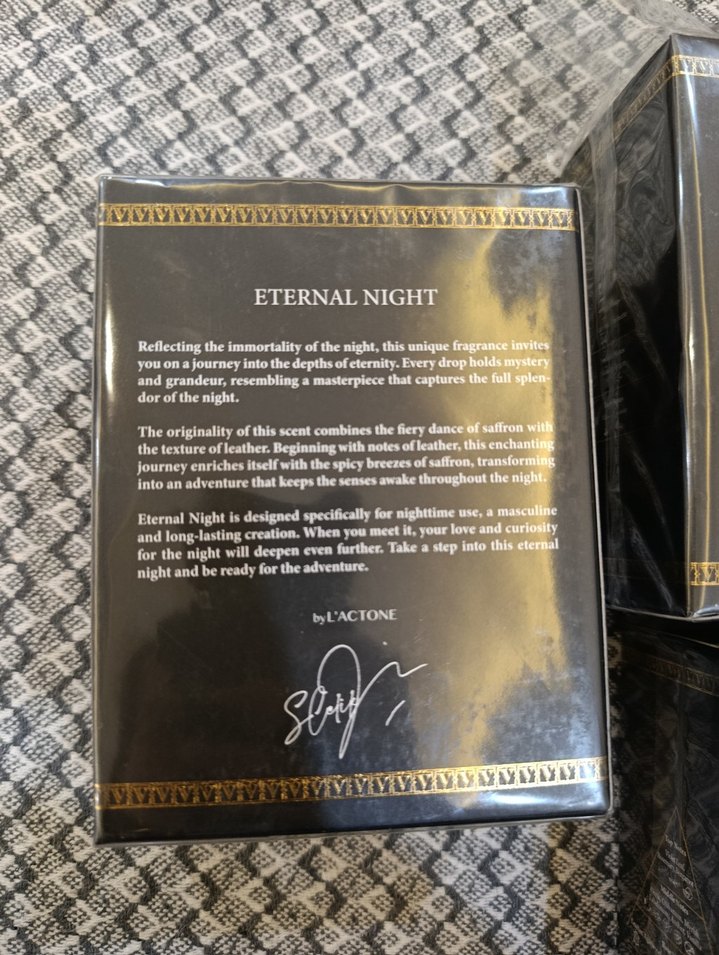 ETERNAL NIGHT
Reflecting the immortality of the night, this unique fragrance invites
you on a journey into the depths of eternity. Every drop holds mystery
and grandeur, resembling a masterpiece that captures the full splen-
dor of the night.
The originality of this scent combines the fiery dance of saffron with
the texture of leather. Beginning with notes of leather, this enchanting
journey enriches itself with the spicy breezes of saffron, transforming
into an adventure that keeps the senses awake throughout the night.
Eternal Night is designed specifically for nighttime use, a masculine
and long-lasting creation. When you meet it, your love and curiosity
for the night will deepen even further. Take a step into this eternal
night and be ready for the adventure.
by L'ACTONE